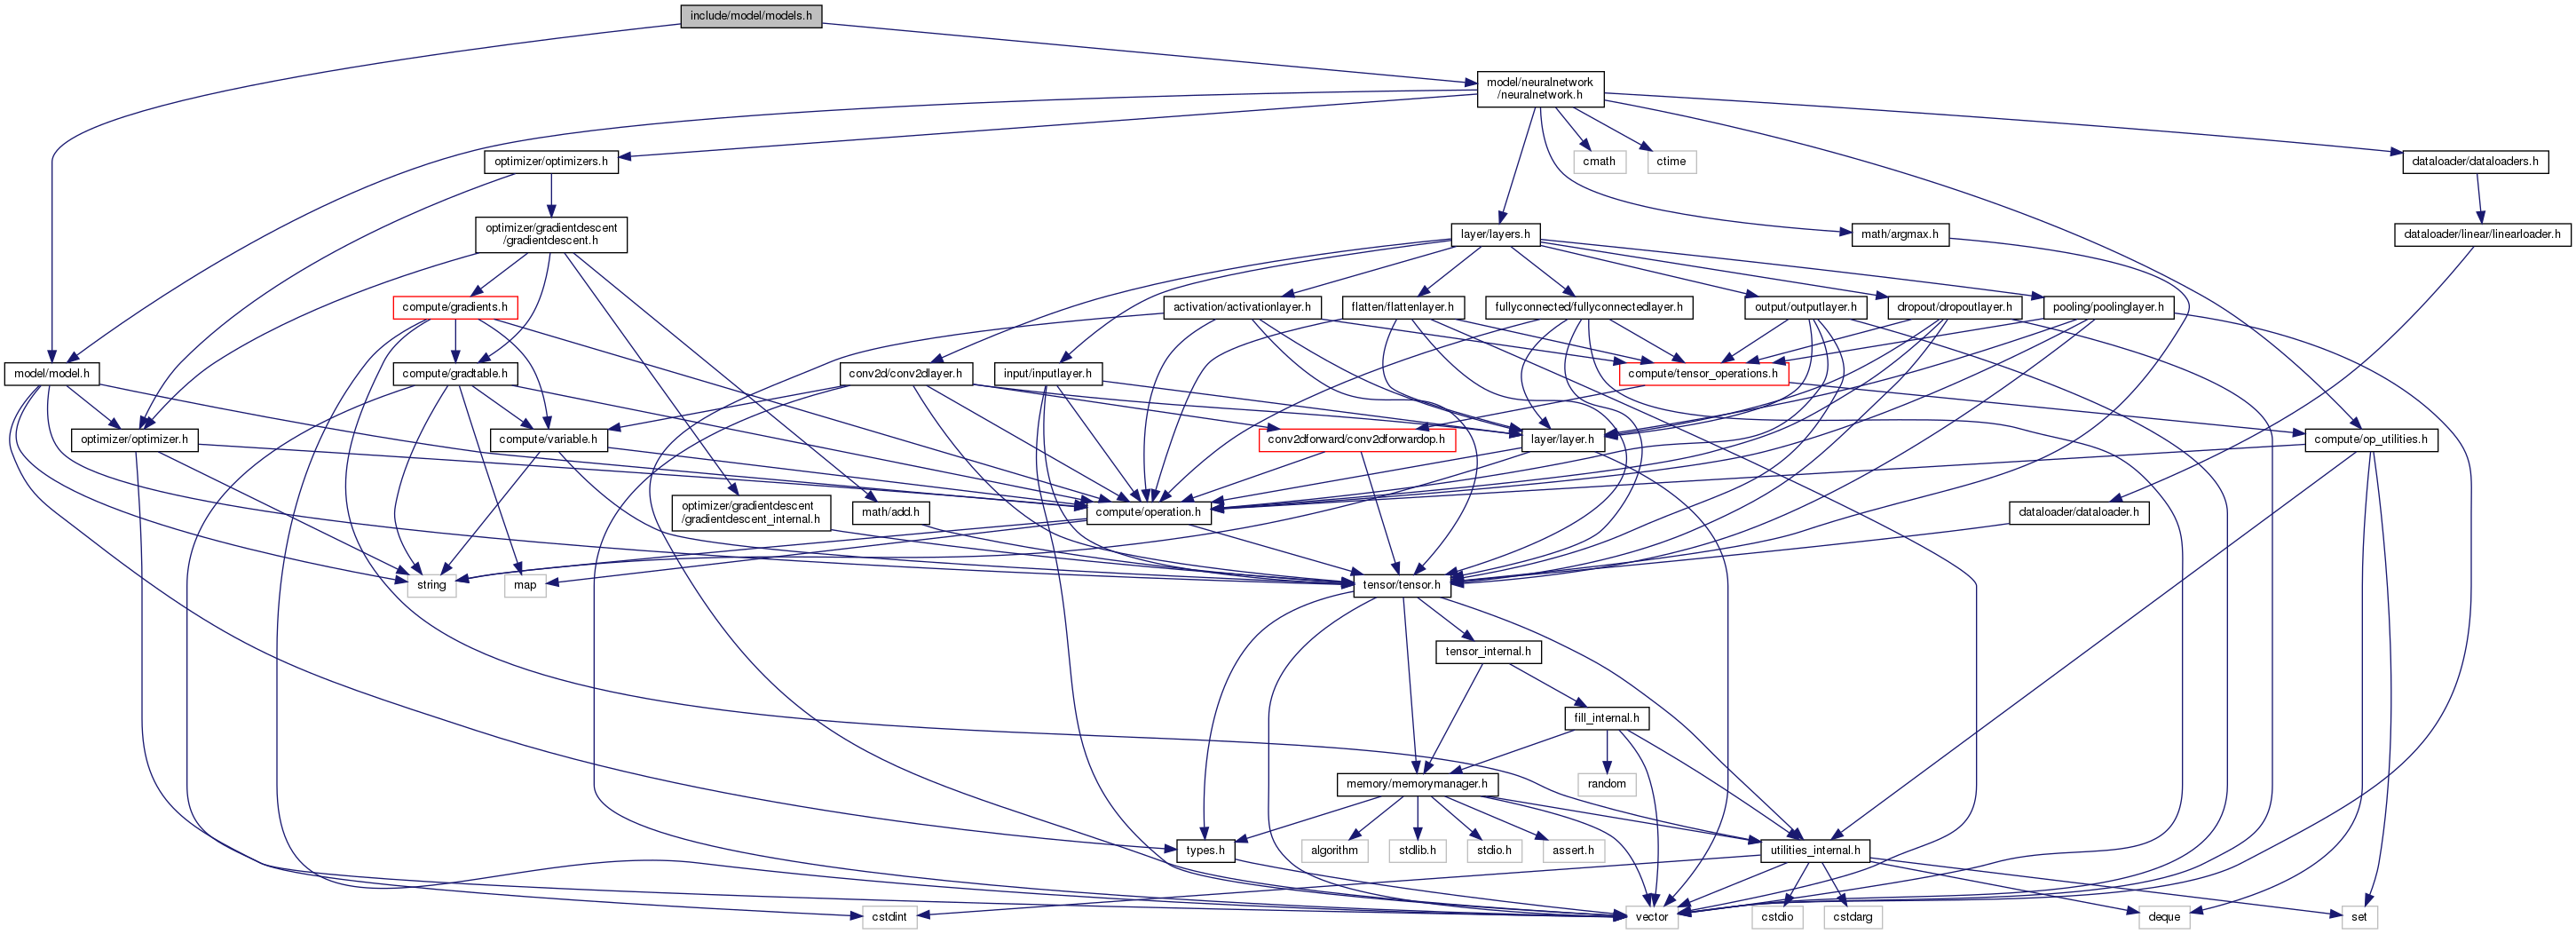 include/model/models.h
model/neuralnetwork
/neuralnetwork.h
optimizer/optimizers.h
cmath
ctime
dataloader/dataloaders.h
optimizer/gradientdescent
/gradientdescent.h
layer/layers.h
math/argmax.h
dataloader/linear/linearloader.h
compute/gradients.h
activation/activationlayer.h
flatten/flattenlayer.h
fullyconnected/fullyconnectedlayer.h
output/outputlayer.h
dropout/dropoutlayer.h
pooling/poolinglayer.h
model/model.h
compute/gradtable.h
conv2d/conv2dlayer.h
input/inputlayer.h
compute/tensor_operations.h
optimizer/optimizer.h
compute/variable.h
conv2dforward/conv2dforwardop.h
layer/layer.h
compute/op_utilities.h
optimizer/gradientdescent
/gradientdescent_internal.h
math/add.h
compute/operation.h
dataloader/dataloader.h
string
map
tensor/tensor.h
tensor_internal.h
fill_internal.h
memory/memorymanager.h
random
types.h
algorithm
stdlib.h
stdio.h
assert.h
utilities_internal.h
cstdint
vector
cstdio
cstdarg
deque
set